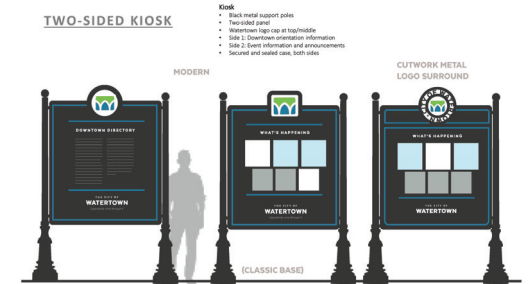 TWO-SIDED KIOSK
Kiosk
• Black metal support poles
• Two-sided panel
• Watertown logo cap at top/middle
• Side 1: Downtown orientation information
• Side 2: Event information and announcements
• Secured and sealed case, both sides
MODERN
CUTWORK METAL
LOGO SURROUND
DOWNTOWN DIRECTORY
THE CITY OF
WATERTOWN
WHAT'S HAPPENING
THE CITY OF
WATERTOWN
CITY OF WATERTOWN
WHAT'S HAPPENING
THE CITY OF
WATERTOWN
(CLASSIC BASE)